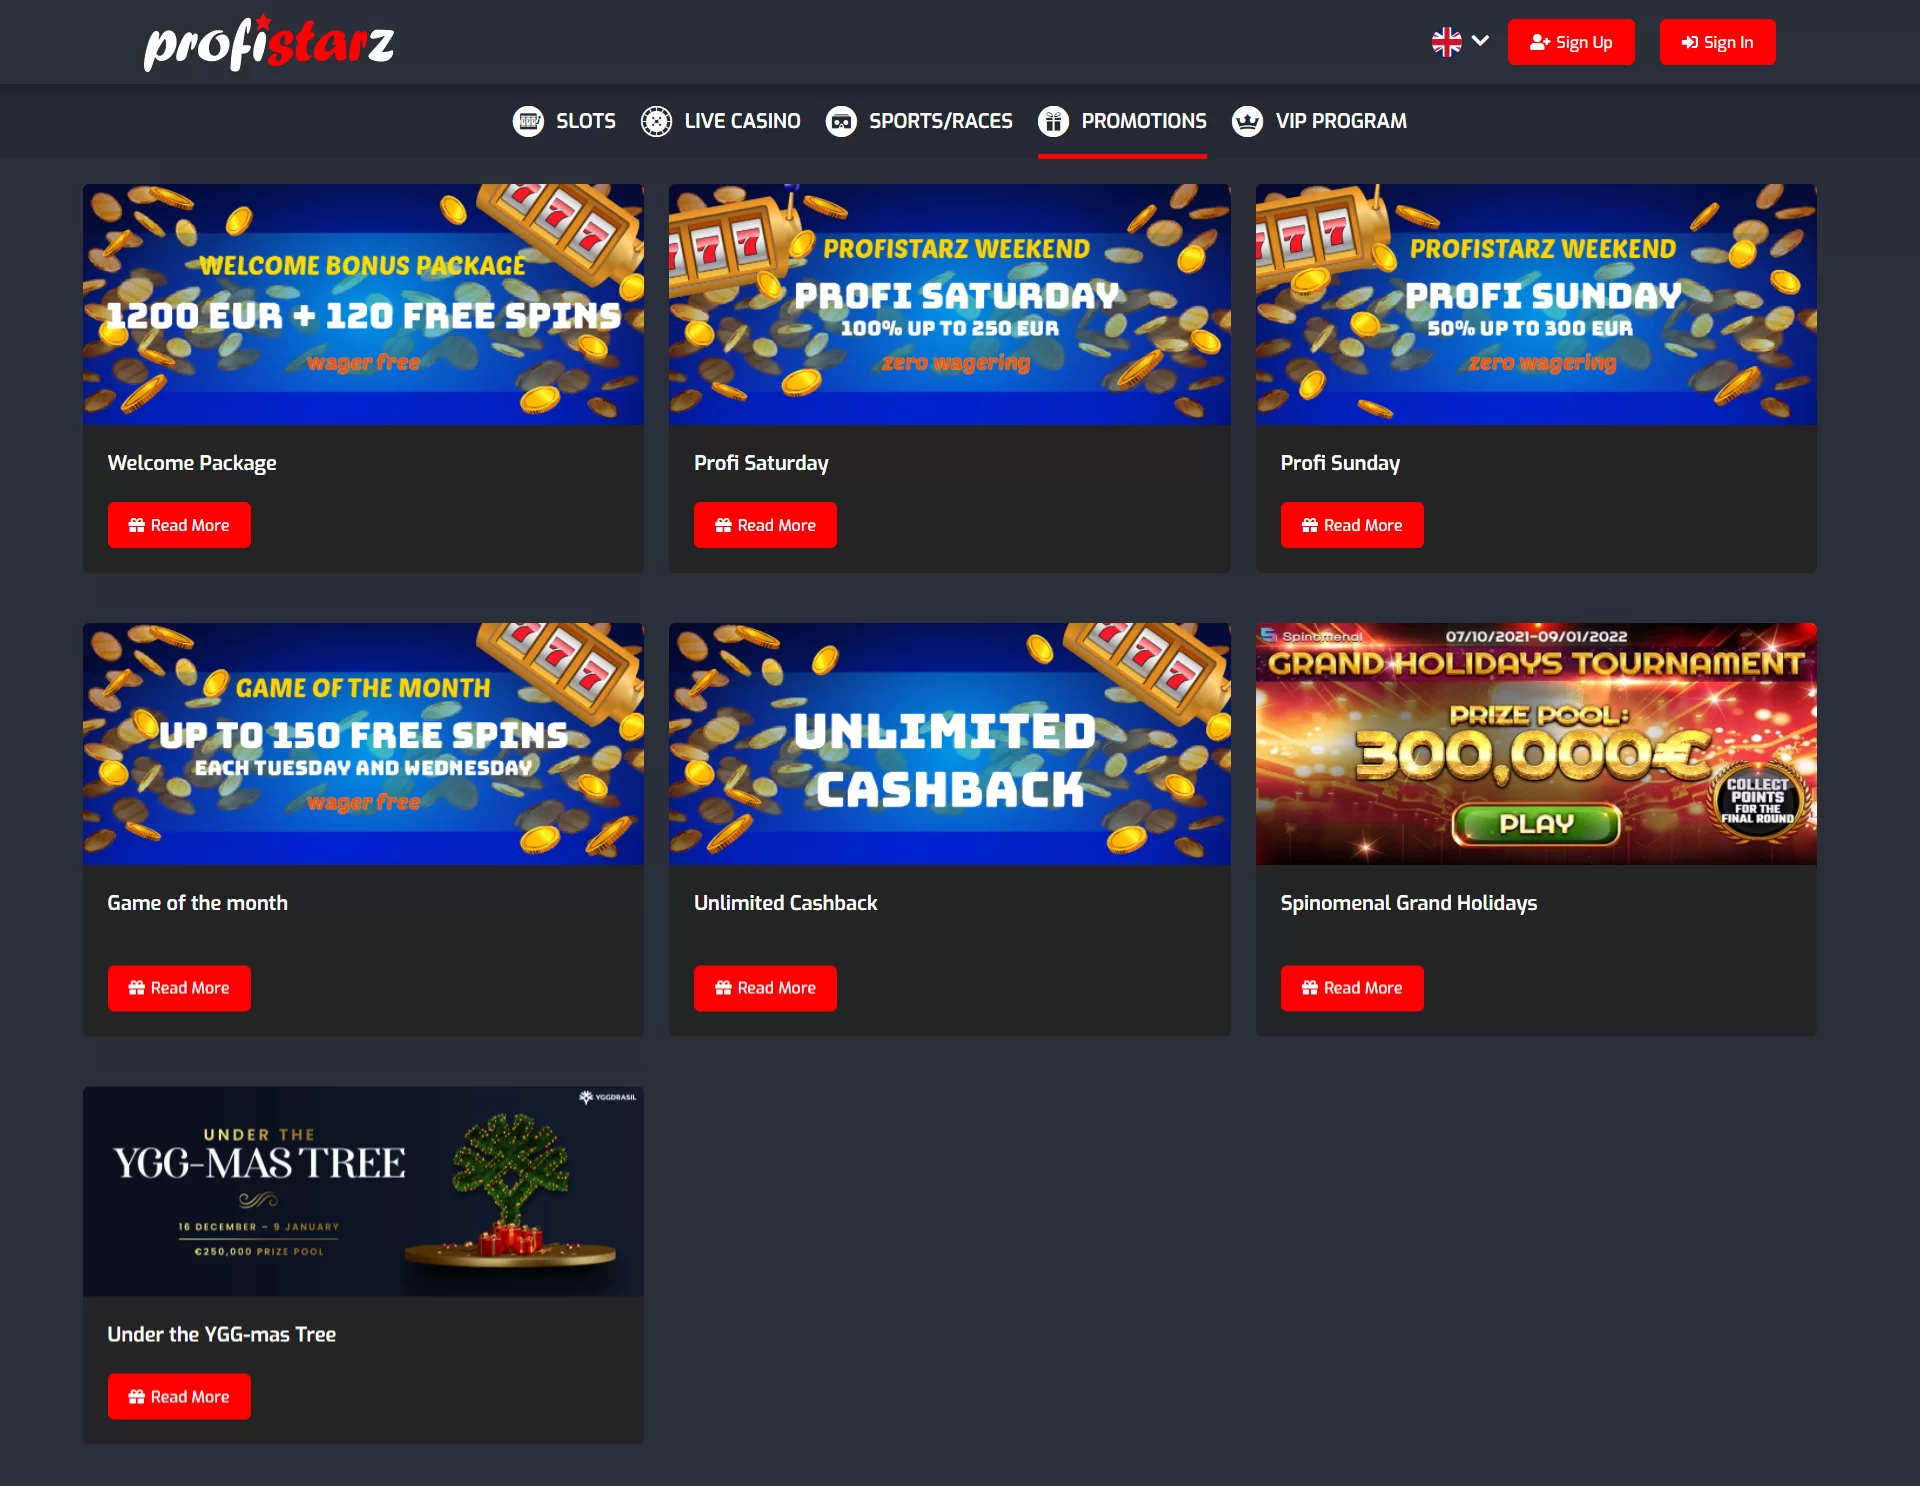 profistarz
Sign Up
Sign In
SLOTS
LIVE CASINO
SPORTS/RACES
PROMOTIONS
VIP PROGRAM
WELCOME BONUS PACKAGE
1200 EUR + 120 FREE SPINS
wager free
Welcome Package
Read More
PROFISTARZ WEEKEND
PROFI SATURDAY
100% UP TO 250 EUR
zero wagering
Profi Saturday
Read More
PROFISTARZ WEEKEND
PROFI SUNDAY
50% UP TO 300 EUR
zero wagering
Profi Sunday
Read More
GAME OF THE MONTH
UP TO 150 FREE SPINS
EACH TUESDAY AND WEDNESDAY
wager free
Game of the month
Read More
UNLIMITED
CASHBACK
Unlimited Cashback
Read More
Spinomenal
07/10/2021-09/01/2022
GRAND HOLIDAYS TOURNAMENT
PRIZE POOL:
300,000€
COLLECT
POINTS
FOR THE
FINAL ROUND
PLAY
Spinomenal Grand Holidays
Read More
YGGDRASIL
UNDER THE
YGG-MAS TREE
16 DECEMBER – 9 JANUARY
€250,000 PRIZE POOL
Under the YGG-mas Tree
Read More